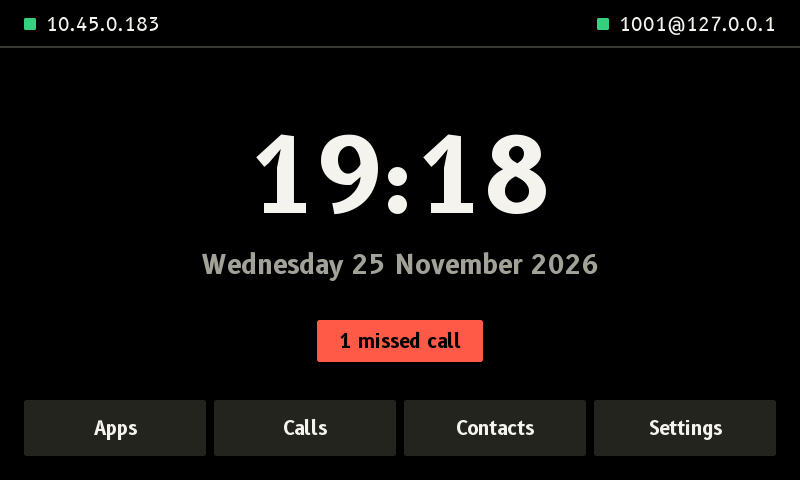 10.45.0.183
1001@127.0.0.1
19:18
Wednesday 25 November 2026
1 missed call
Apps
Calls
Contacts
Settings